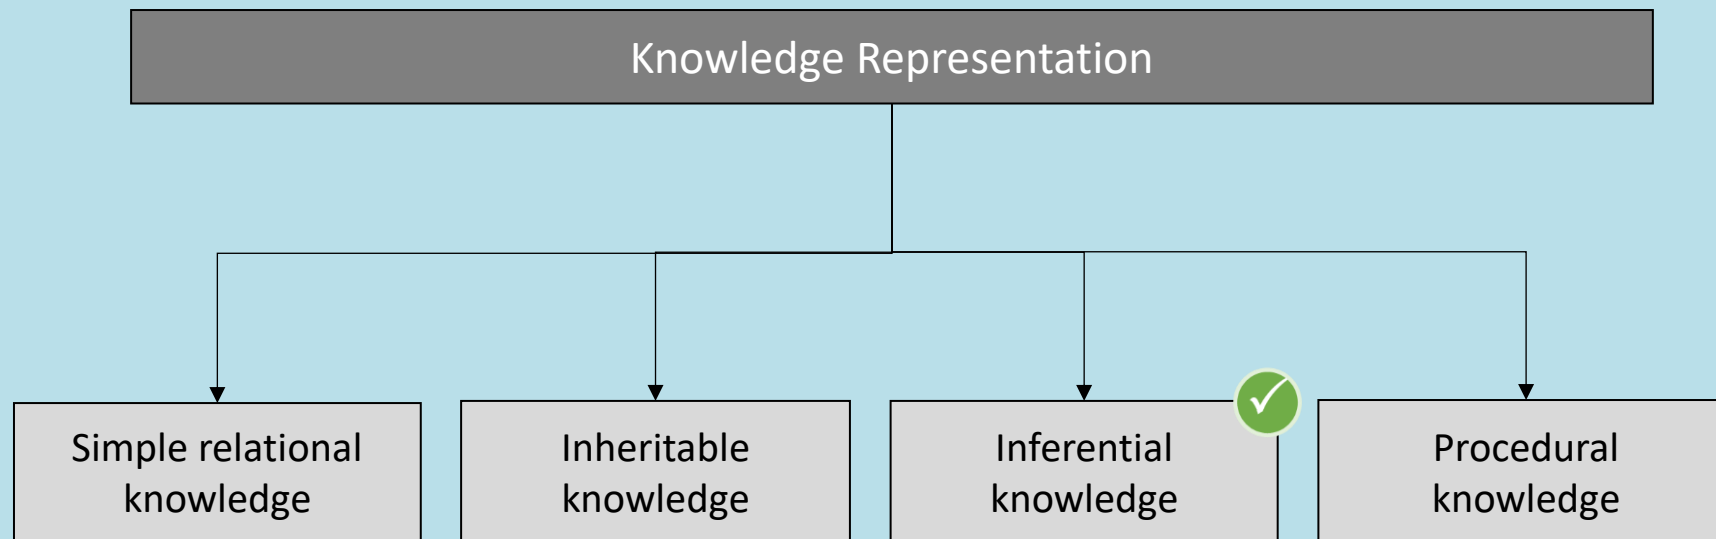 Knowledge Representation
Simple relational
knowledge
Inheritable
knowledge
Inferential
knowledge
Procedural
knowledge